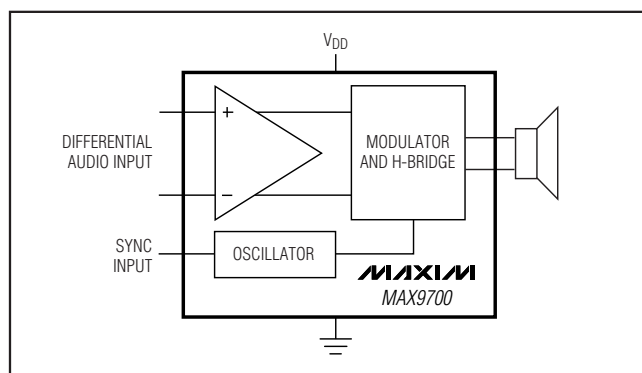 VDD
+
DIFFERENTIAL
AUDIO INPUT
−
MODULATOR
AND H-BRIDGE
SYNC
INPUT
OSCILLATOR
MAXIM
MAX9700